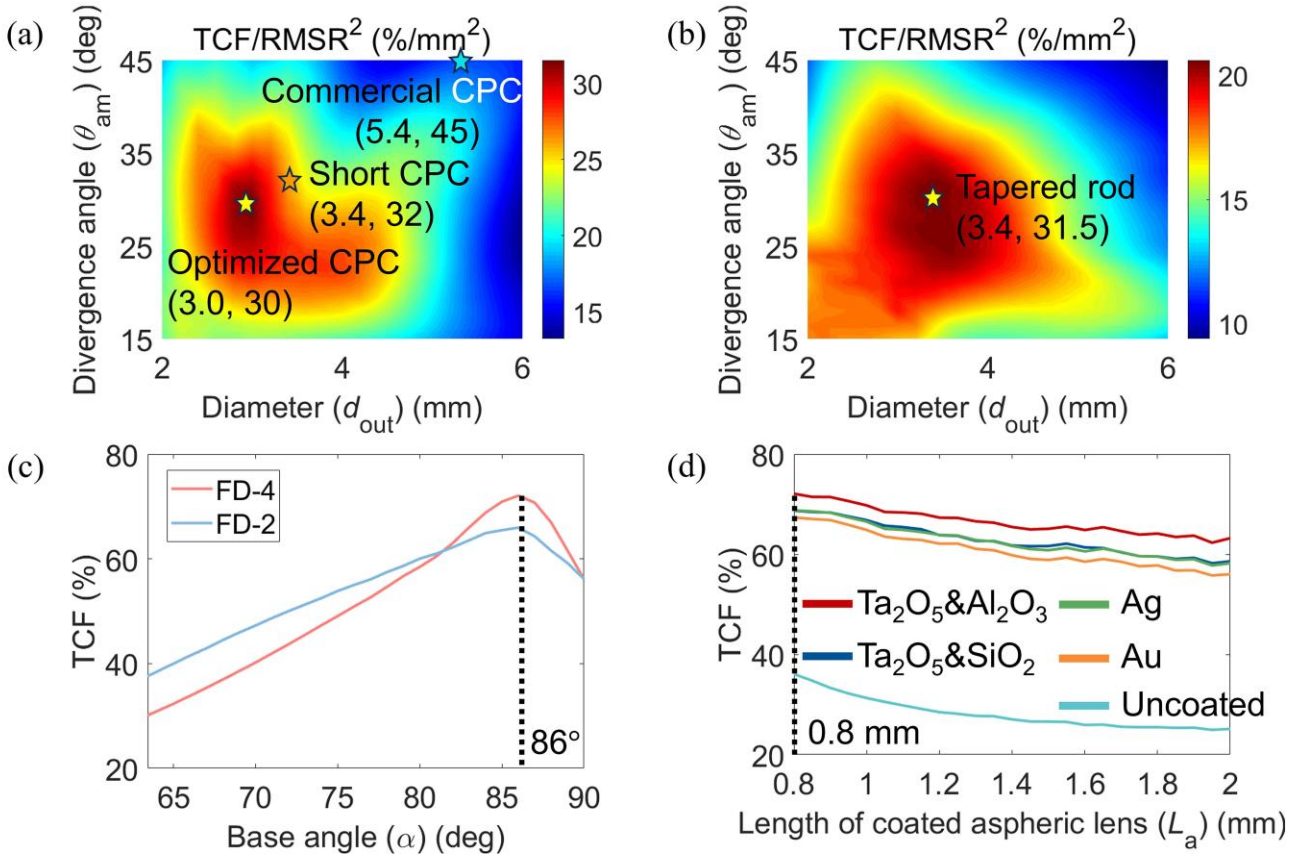 (a)
TCF/RMSR² (%/mm²)
Divergence angle (θ_am) (deg)
45
35
25
15
2
4
6
Diameter (d_out) (mm)
Commercial CPC
(5.4, 45)
Short CPC
(3.4, 32)
Optimized CPC
(3.0, 30)
30
25
20
15
(b)
TCF/RMSR² (%/mm²)
Divergence angle (θ_am) (deg)
45
35
25
15
2
4
6
Diameter (d_out) (mm)
Tapered rod
(3.4, 31.5)
20
15
10
(c)
TCF (%)
80
60
40
20
FD-4
FD-2
86°
65
70
75
80
85
90
Base angle (α) (deg)
(d)
TCF (%)
80
60
40
20
Ta₂O₅&Al₂O₃
Ta₂O₅&SiO₂
Ag
Au
Uncoated
0.8 mm
0.8
1
1.2
1.4
1.6
1.8
2
Length of coated aspheric lens (L_a) (mm)